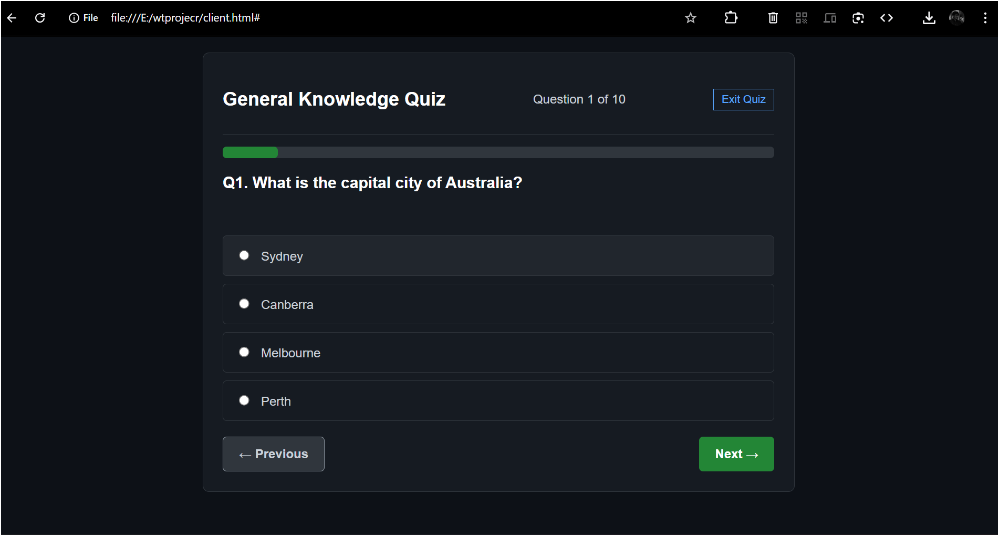 File file:///E:/wtprojecr/client.html#
General Knowledge Quiz Question 1 of 10 Exit Quiz
Q1. What is the capital city of Australia?
Sydney
Canberra
Melbourne
Perth
← Previous Next →